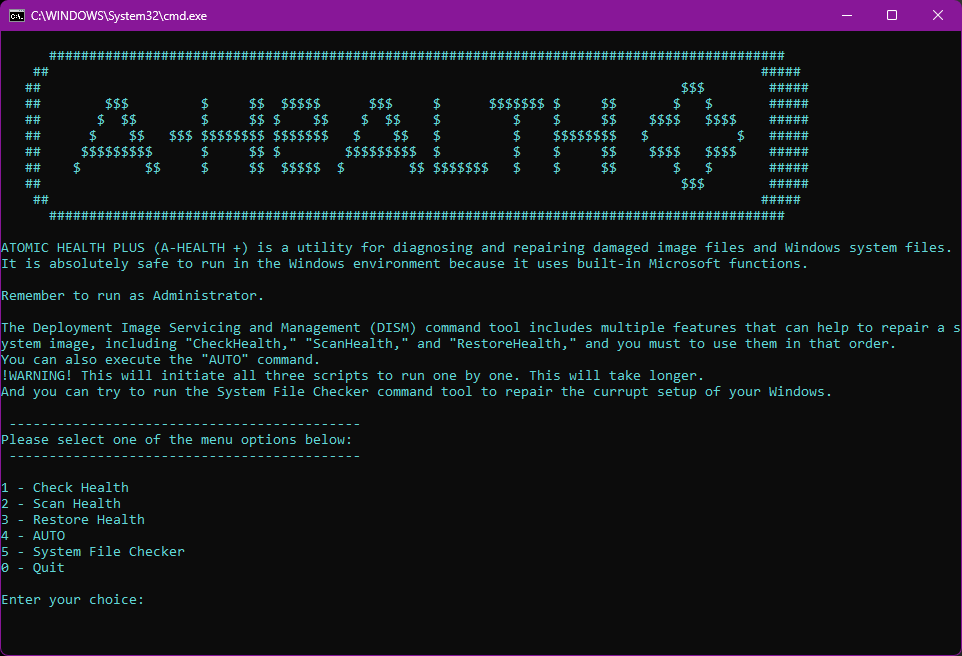 C:\WINDOWS\System32\cmd.exe
A-HEALTH +
ATOMIC HEALTH PLUS (A-HEALTH +) is a utility for diagnosing and repairing damaged image files and Windows system files.
It is absolutely safe to run in the Windows environment because it uses built-in Microsoft functions.
Remember to run as Administrator.
The Deployment Image Servicing and Management (DISM) command tool includes multiple features that can help to repair a s
ystem image, including "CheckHealth," "ScanHealth," and "RestoreHealth," and you must to use them in that order.
You can also execute the "AUTO" command.
!WARNING! This will initiate all three scripts to run one by one. This will take longer.
And you can try to run the System File Checker command tool to repair the currupt setup of your Windows.
--------------------------------------------
Please select one of the menu options below:
--------------------------------------------
1 - Check Health
2 - Scan Health
3 - Restore Health
4 - AUTO
5 - System File Checker
0 - Quit
Enter your choice: